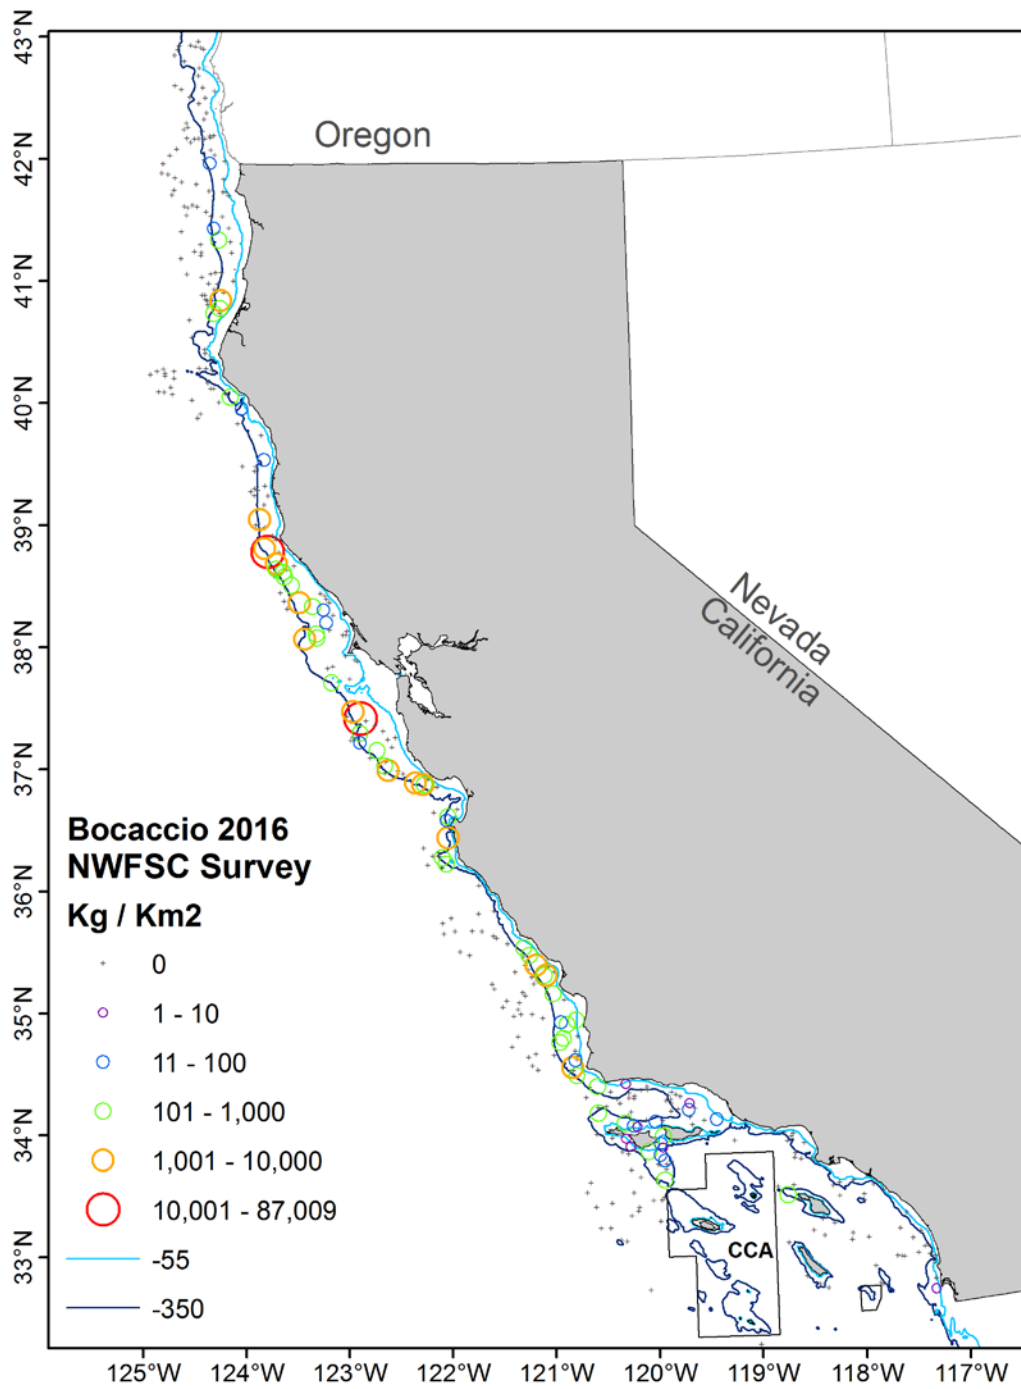 43°N
Oregon
42°N
41°N
40°N
39°N
Nevada
California
38°N
37°N
Bocaccio 2016
NWFSC Survey
36°N
Kg / Km2
0
1 - 10
35°N
11 - 100
101 - 1,000
34°N
1,001 - 10,000
10,001 - 87,009
33°N
CCA
-55
-350
125°W 124°W 123°W 122°W 121°W 120°W 119°W 118°W 117°W